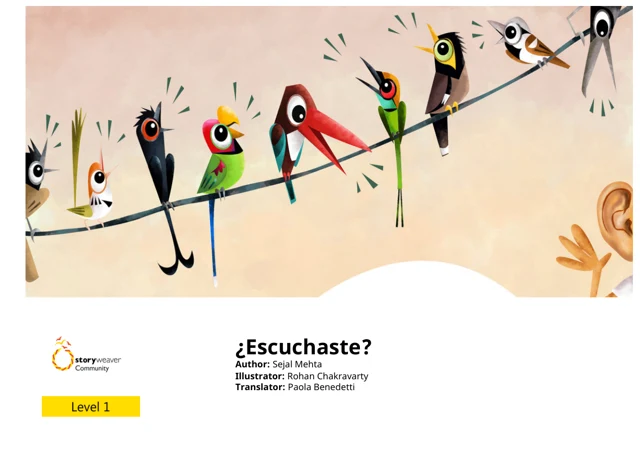 ¿Escuchaste?
Author: Sejal Mehta
Illustrator: Rohan Chakravarty
Translator: Paola Benedetti
storyweaver
Community
Level 1